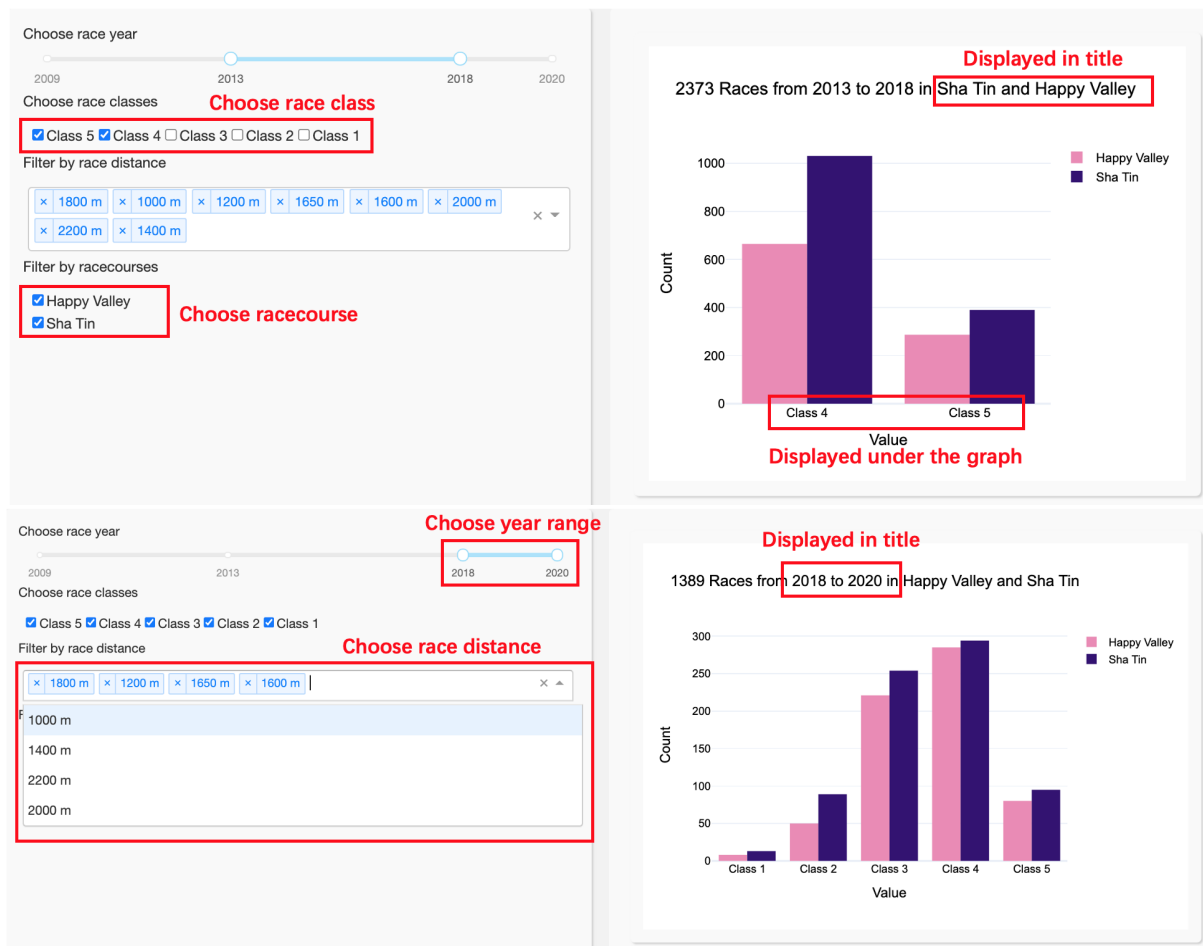 Choose race year
2009 2013 2018 2020
Choose race classes
Choose race class
Class 5 Class 4 Class 3 Class 2 Class 1
Filter by race distance
× 1800 m × 1000 m × 1200 m × 1650 m × 1600 m × 2000 m
× 2200 m × 1400 m
Filter by racecourses
Happy Valley
Sha Tin
Choose racecourse
Displayed in title
2373 Races from 2013 to 2018 in Sha Tin and Happy Valley
Happy Valley
Sha Tin
1000
800
600
400
200
0
Count
Class 4 Class 5
Value
Displayed under the graph
Choose race year
Choose year range
2009 2013 2018 2020
Choose race classes
Class 5 Class 4 Class 3 Class 2 Class 1
Filter by race distance
Choose race distance
× 1800 m × 1200 m × 1650 m × 1600 m
1000 m
1400 m
2200 m
2000 m
Displayed in title
1389 Races from 2018 to 2020 in Happy Valley and Sha Tin
Happy Valley
Sha Tin
300
250
200
150
100
50
0
Count
Class 1 Class 2 Class 3 Class 4 Class 5
Value